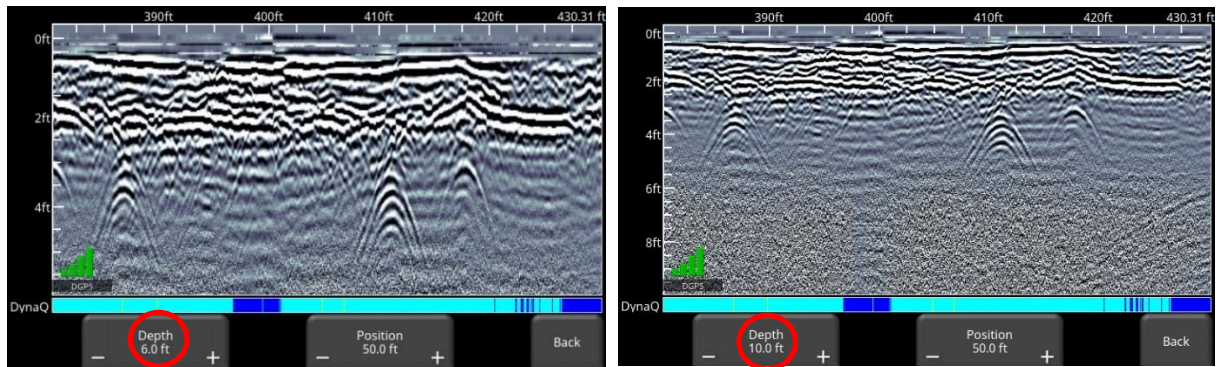 390ft 400ft 410ft 420ft 430.31 ft
0ft
2ft
4ft
DGPS
DynaQ
Depth
6.0 ft
Position
50.0 ft
Back
− + − +
390ft 400ft 410ft 420ft 430.31 ft
0ft
2ft
4ft
6ft
8ft
DGPS
DynaQ
Depth
10.0 ft
Position
50.0 ft
Back
− + − +